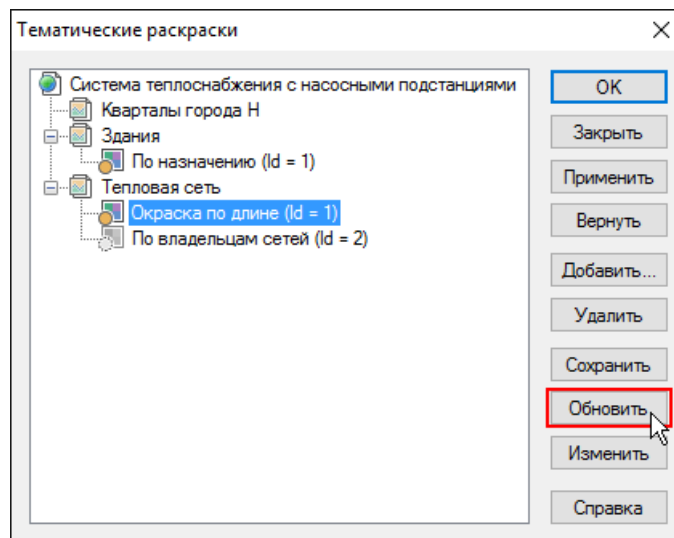 Тематические раскраски
Система теплоснабжения с насосными подстанциями
Кварталы города Н
Здания
По назначению (Id = 1)
Тепловая сеть
Окраска по длине (Id = 1)
По владельцам сетей (Id = 2)
OK
Закрыть
Применить
Вернуть
Добавить...
Удалить
Сохранить
Обновить
Изменить
Справка